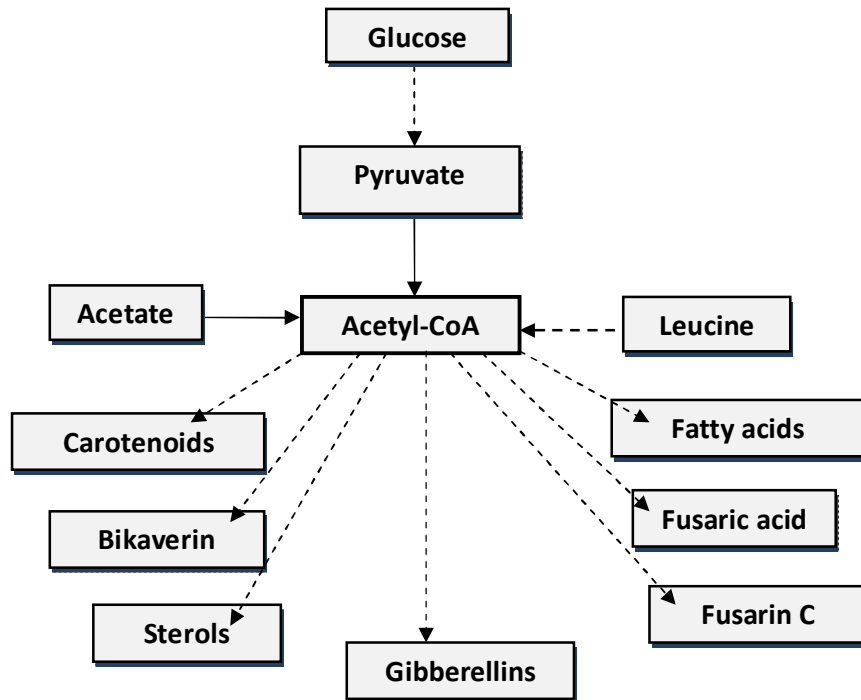 Glucose
Pyruvate
Acetate
Acetyl-CoA
Leucine
Carotenoids
Fatty acids
Bikaverin
Fusaric acid
Sterols
Fusarin C
Gibberellins